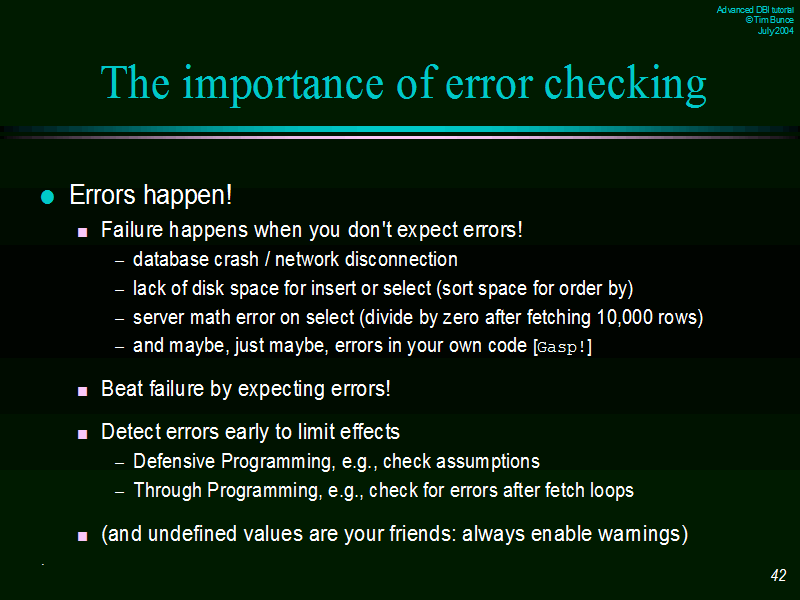 Advanced DBI tutorial
© Tim Bunce
July 2004
The importance of error checking
Errors happen!
Failure happens when you don't expect errors!
– database crash / network disconnection
– lack of disk space for insert or select (sort space for order by)
– server math error on select (divide by zero after fetching 10,000 rows)
– and maybe, just maybe, errors in your own code [Gasp!]
Beat failure by expecting errors!
Detect errors early to limit effects
– Defensive Programming, e.g., check assumptions
– Through Programming, e.g., check for errors after fetch loops
(and undefined values are your friends: always enable warnings)
.
42